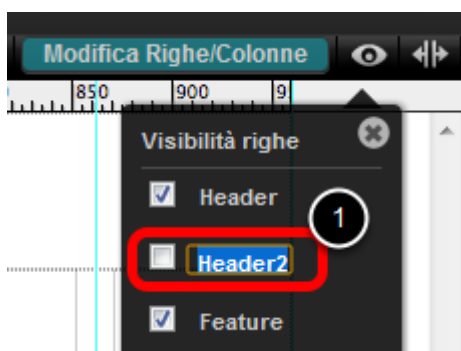 Modifica Righe/Colonne
850 900 9
Visibilità righe
Header
1
Header2
Feature